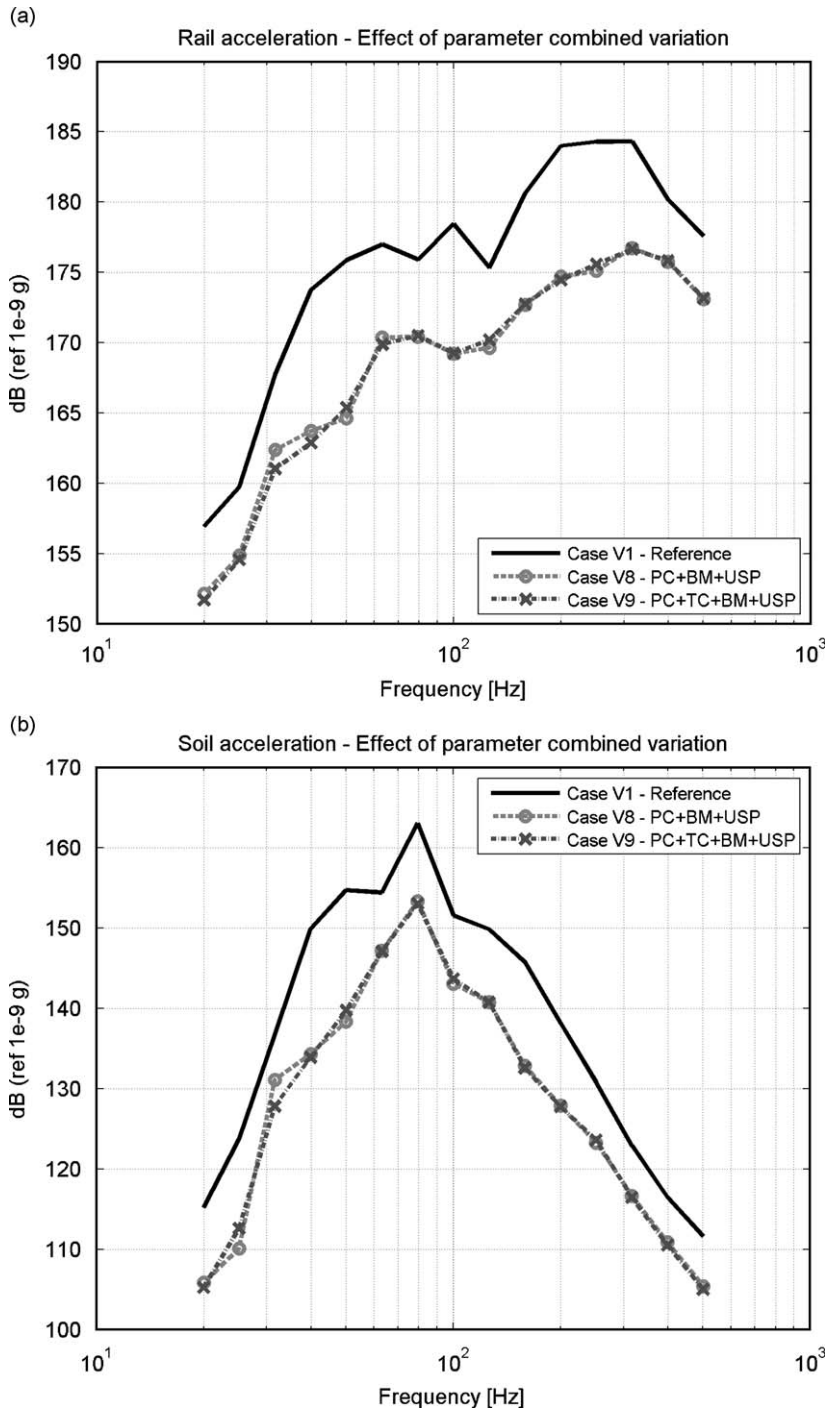 (a)
Rail acceleration - Effect of parameter combined variation
190
185
180
175
170
165
160
155
150
dB (ref 1e-9 g)
Case V1 - Reference
Case V8 - PC+BM+USP
Case V9 - PC+TC+BM+USP
10^1
10^2
10^3
Frequency [Hz]
(b)
Soil acceleration - Effect of parameter combined variation
170
160
150
140
130
120
110
100
dB (ref 1e-9 g)
Case V1 - Reference
Case V8 - PC+BM+USP
Case V9 - PC+TC+BM+USP
10^1
10^2
10^3
Frequency [Hz]